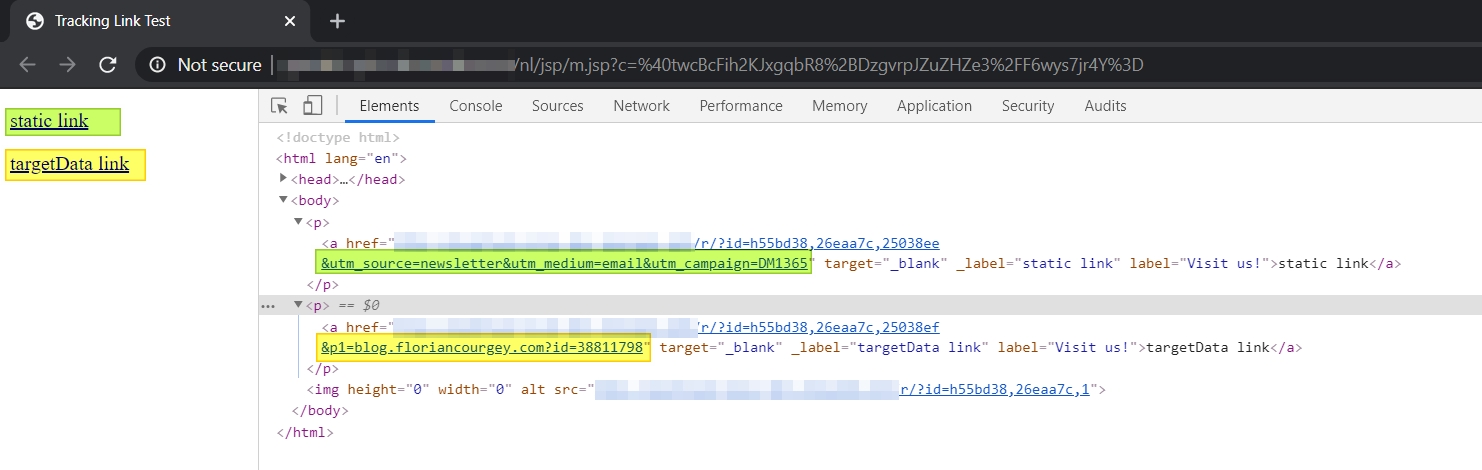 Tracking Link Test
Not secure /nl/jsp/m.jsp?c=%40twcBcFih2KJxgqbR8%2BDzgvrpJZuZHZe3%2FF6wys7jr4Y%3D
static link
targetData link
Elements Console Sources Network Performance Memory Application Security Audits
<!doctype html>
<html lang="en">
<head>…</head>
<body>
<p>
<a href=" /r/?id=h55bd38,26eaa7c,25038ee
&utm_source=newsletter&utm_medium=email&utm_campaign=DM1365" target="_blank" _label="static link" label="Visit us!">static link</a>
</p>
… <p> == $0
<a href=" /r/?id=h55bd38,26eaa7c,25038ef
&p1=blog.floriancourgey.com?id=38811798" target="_blank" _label="targetData link" label="Visit us!">targetData link</a>
</p>
<img height="0" width="0" alt src=" r/?id=h55bd38,26eaa7c,1">
</body>
</html>